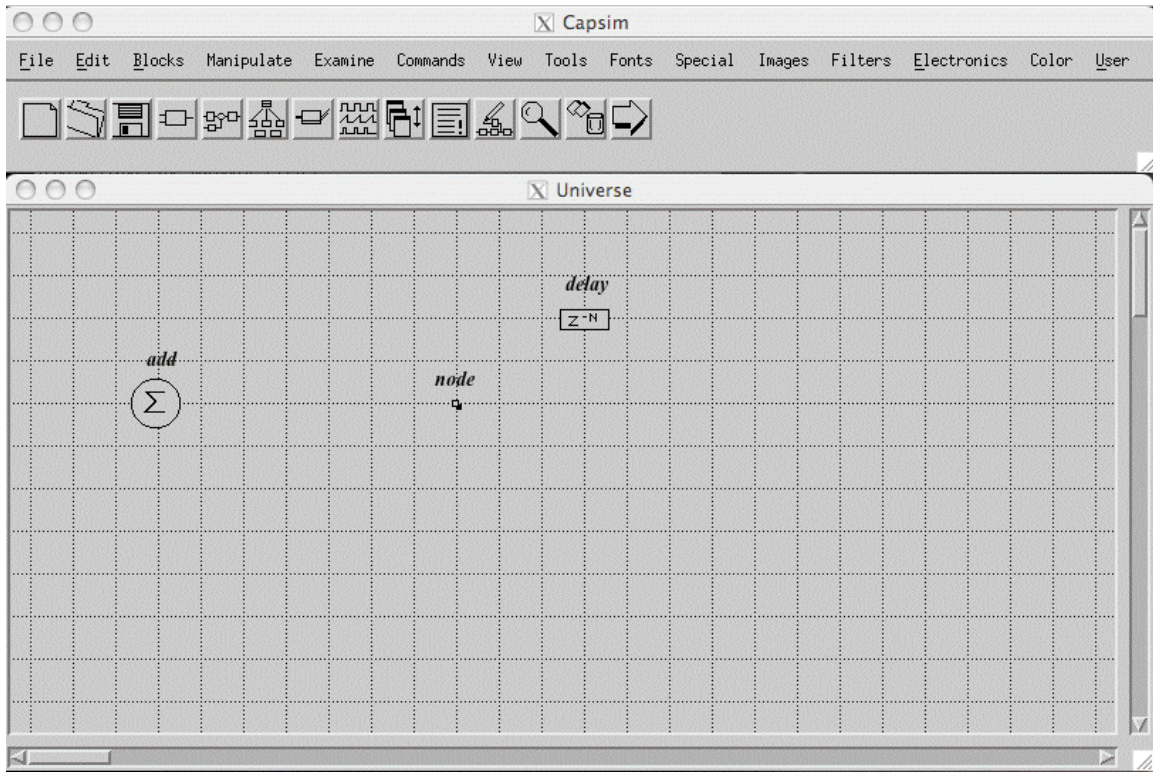 Capsim
File Edit Blocks Manipulate Examine Commands View Tools Fonts Special Images Filters Electronics Color User
Universe
delay
Z-N
add
Σ
node